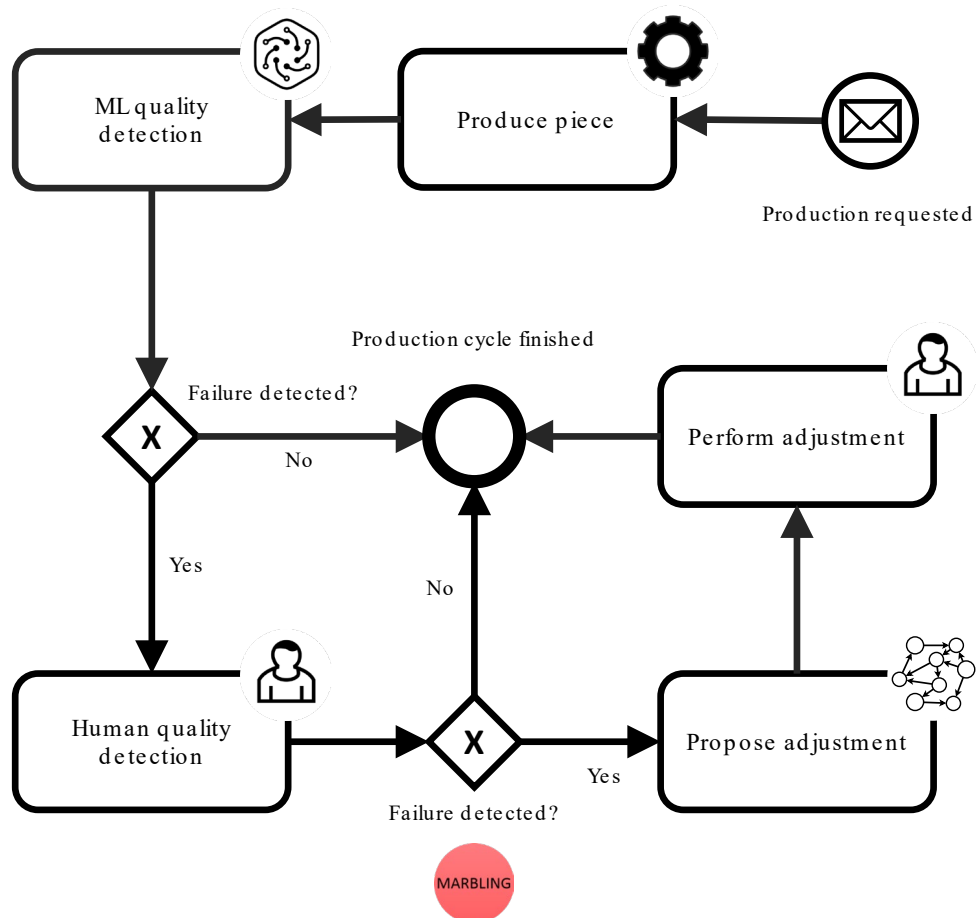 ML quality
detection
Produce piece
Production requested
Production cycle finished
Failure detected?
X
No
Perform adjustment
Yes
No
Human quality
detection
X
Yes
Propose adjustment
Failure detected?
MARBLING